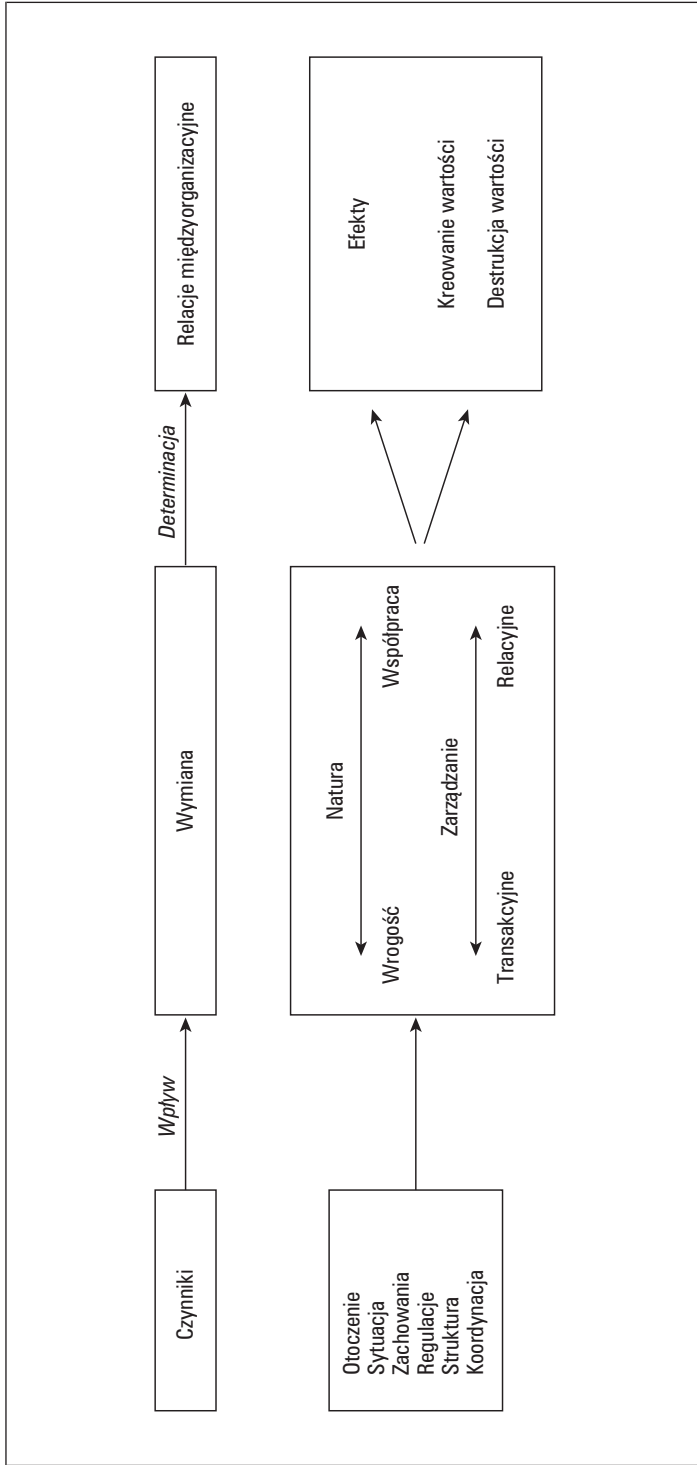 Czynniki
Wpływ
Wymiana
Determinacja
Relacje międzyorganizacyjne
Otoczenie
Sytuacja
Zachowania
Regulacje
Struktura
Koordynacja
Natura
Wrogość
Współpraca
Zarządzanie
Transakcyjne
Relacyjne
Efekty
Kreowanie wartości
Destrukcja wartości